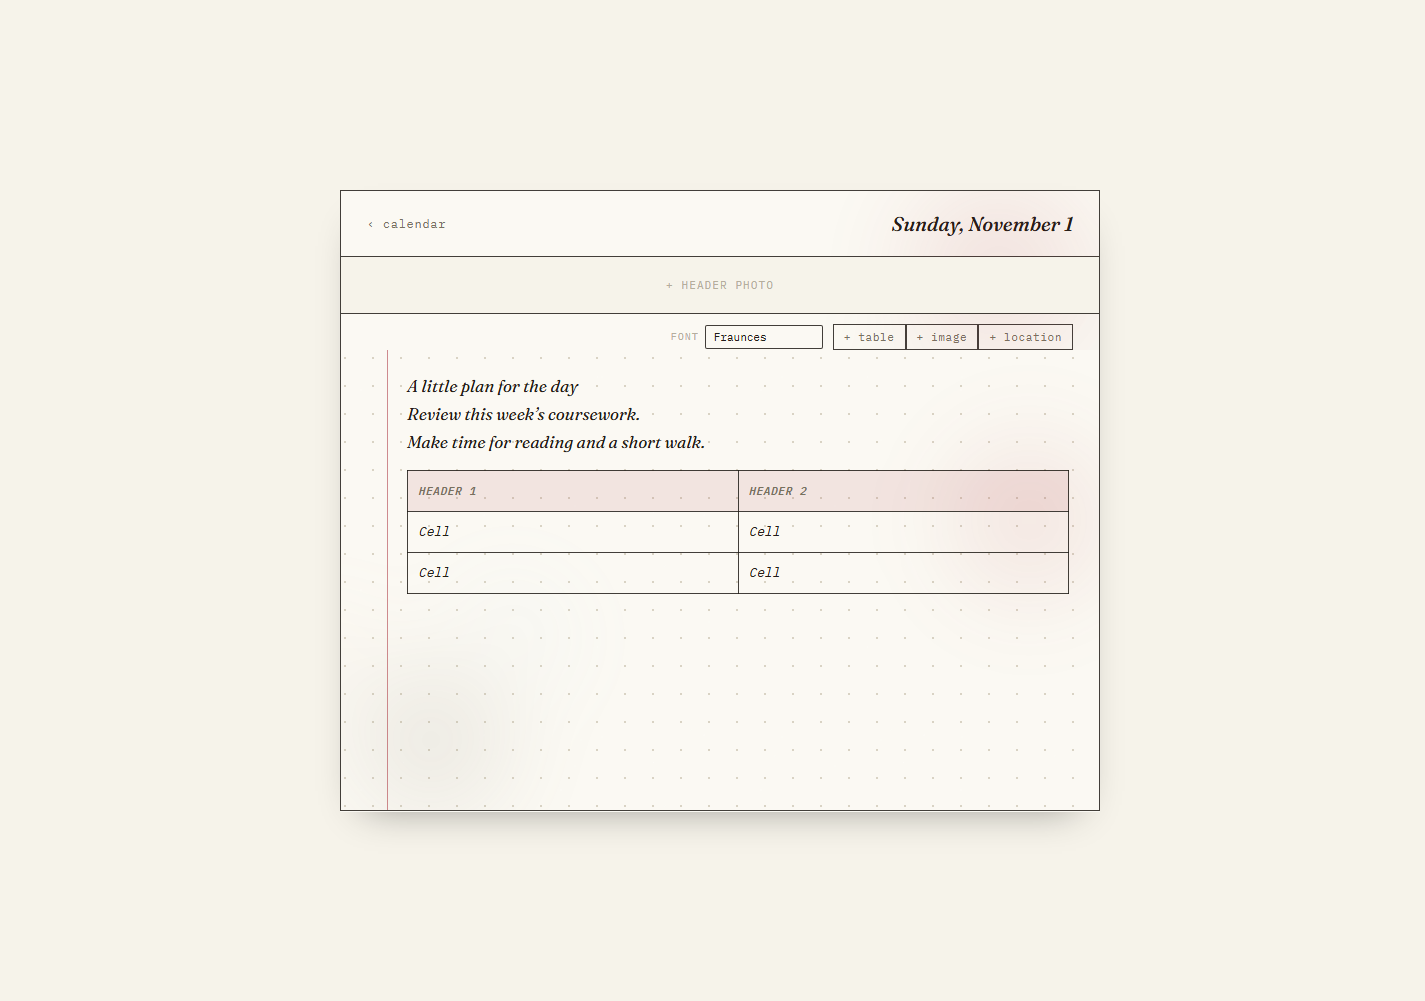 ‹ calendar
Sunday, November 1
+ HEADER PHOTO
FONT Fraunces + table + image + location
A little plan for the day
Review this week’s coursework.
Make time for reading and a short walk.
HEADER 1 HEADER 2
Cell Cell
Cell Cell